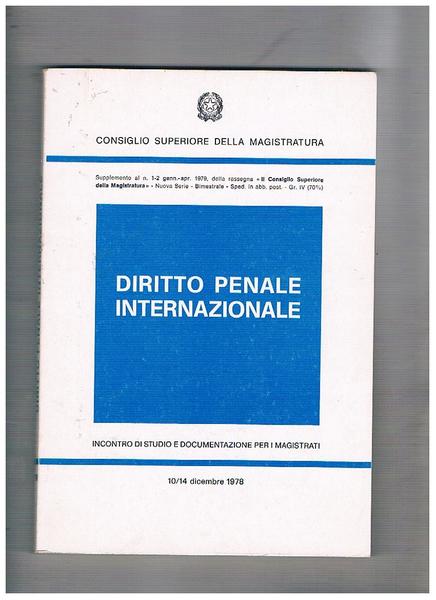 CONSIGLIO SUPERIORE DELLA MAGISTRATURA
Supplemento al n. 1-2 genn.-apr. 1979, della rassegna « Il Consiglio Superiore
della Magistratura » - Nuova Serie - Bimestrale - Sped. in abb. post. - Gr. IV (70%)
DIRITTO PENALE
INTERNAZIONALE
INCONTRO DI STUDIO E DOCUMENTAZIONE PER I MAGISTRATI
10/14 dicembre 1978